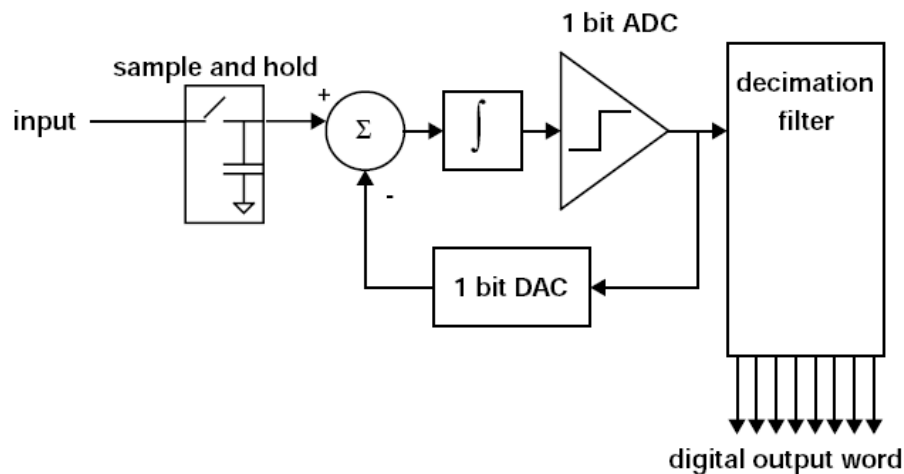 1 bit ADC
sample and hold
decimation
filter
input
+
Σ
∫
-
1 bit DAC
digital output word